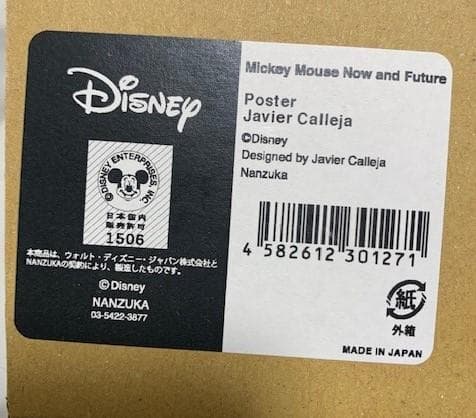 Disney
©DISNEY ENTERPRISES, INC.
日本国内
販売許可
1506
本商品は、ウォルト・ディズニー・ジャパン株式会社と
NANZUKAの契約により、製造したものです。
©Disney
NANZUKA
03-5422-3877
Mickey Mouse Now and Future
Poster
Javier Calleja
©Disney
Designed by Javier Calleja
Nanzuka
4 582612 301271
紙
外箱
MADE IN JAPAN